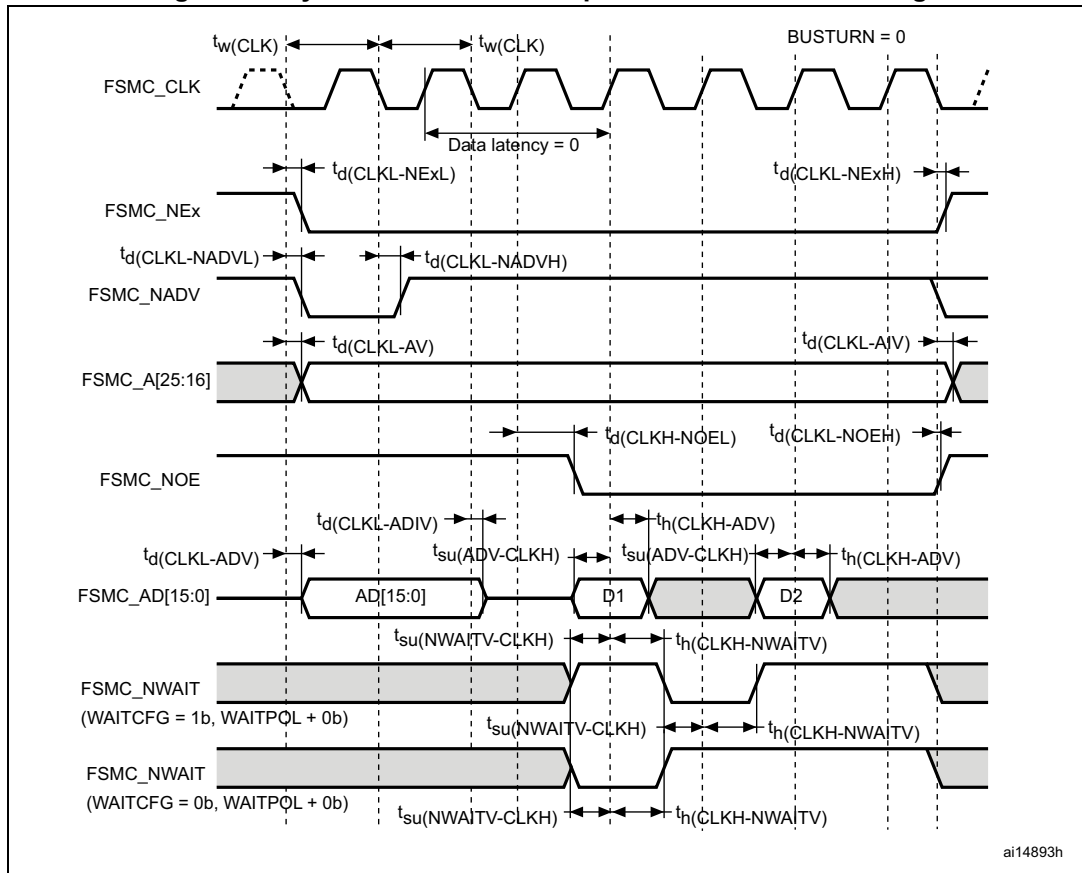 BUSTURN = 0
tw(CLK) tw(CLK)
FSMC_CLK
Data latency = 0
td(CLKL-NExL) td(CLKL-NExH)
FSMC_NEx
td(CLKL-NADVL) td(CLKL-NADVH)
FSMC_NADV
td(CLKL-AV) td(CLKL-AIV)
FSMC_A[25:16]
td(CLKH-NOEL) td(CLKL-NOEH)
FSMC_NOE
td(CLKL-ADIV) th(CLKH-ADV)
td(CLKL-ADV) tsu(ADV-CLKH) tsu(ADV-CLKH) th(CLKH-ADV)
FSMC_AD[15:0] AD[15:0] D1 D2
tsu(NWAITV-CLKH) th(CLKH-NWAITV)
FSMC_NWAIT
(WAITCFG = 1b, WAITPOL + 0b)
tsu(NWAITV-CLKH) th(CLKH-NWAITV)
FSMC_NWAIT
(WAITCFG = 0b, WAITPOL + 0b)
tsu(NWAITV-CLKH) th(CLKH-NWAITV)
ai14893h